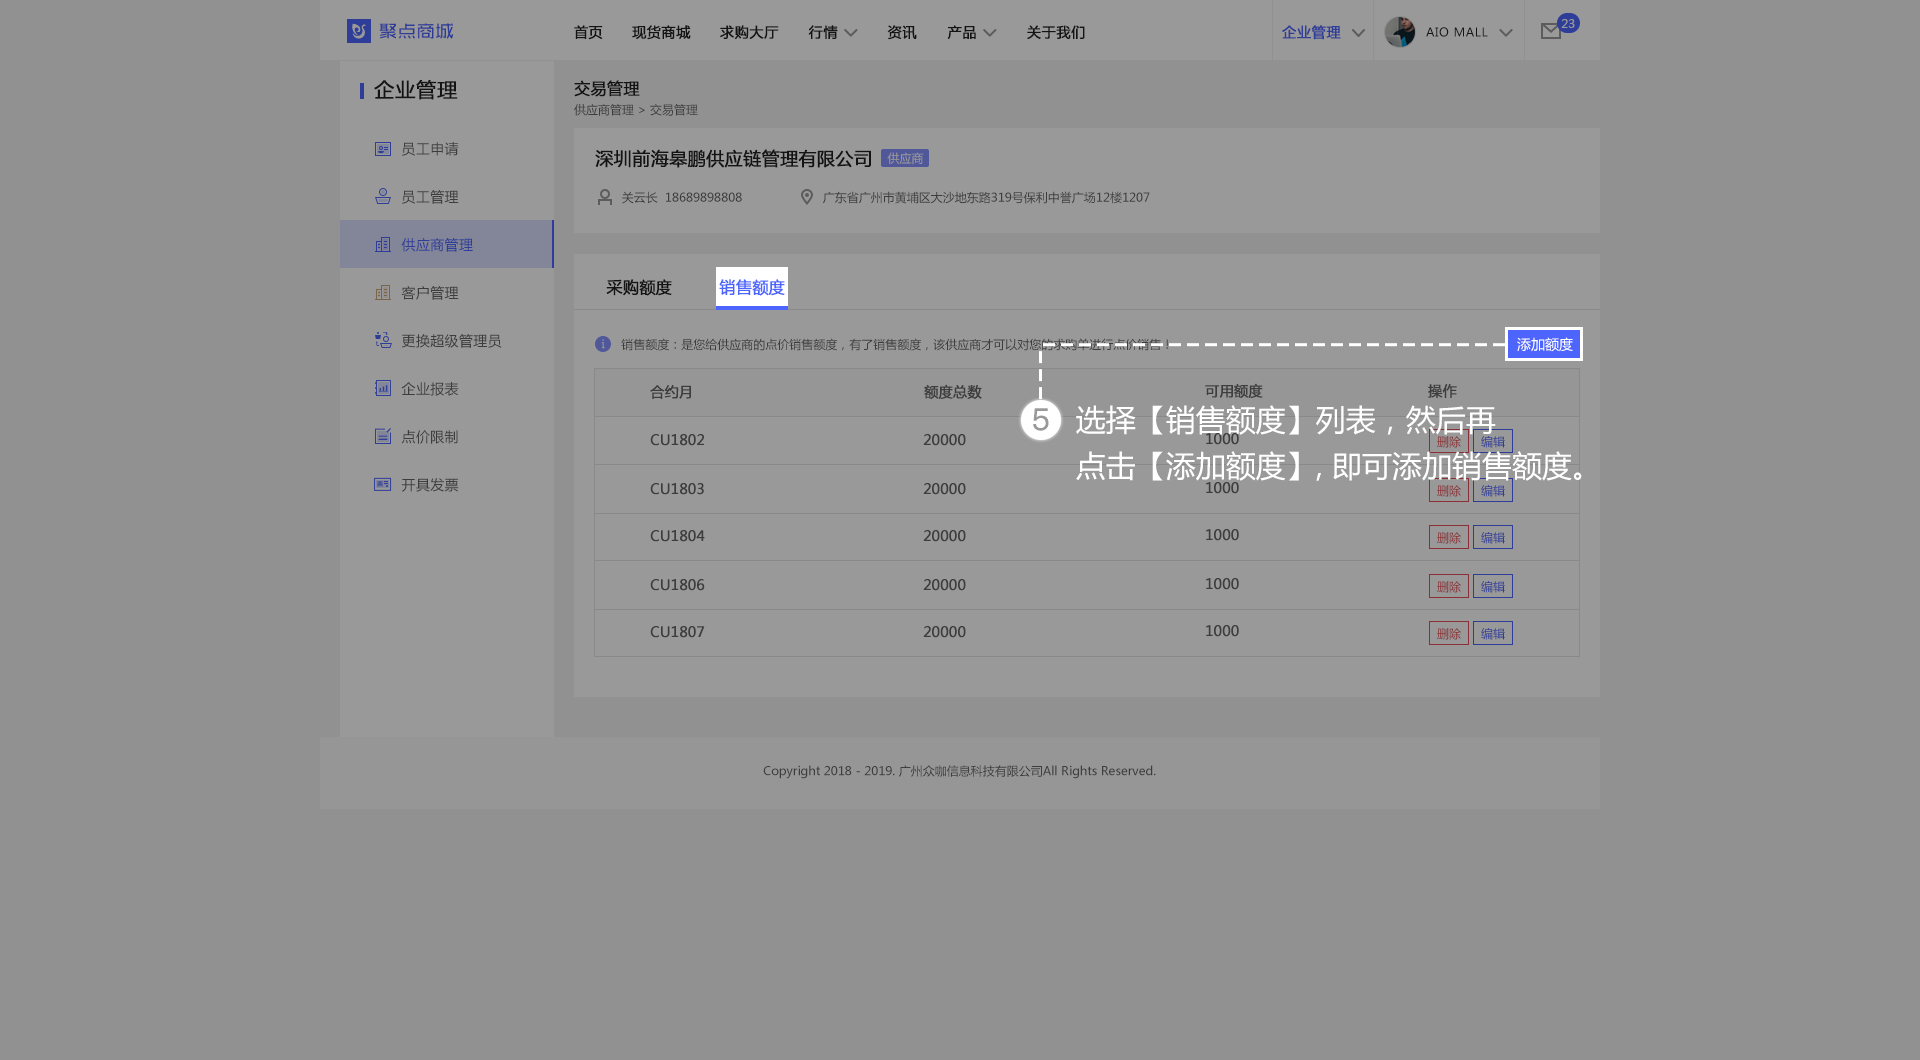 聚点商城
首页 现货商城 求购大厅 行情 资讯 产品 关于我们
企业管理 AIO MALL 23
企业管理
员工申请
员工管理
供应商管理
客户管理
更换超级管理员
企业报表
点价限制
开具发票
交易管理
供应商管理 > 交易管理
深圳前海皋鹏供应链管理有限公司 供应商
关云长 18689898808 广东省广州市黄埔区大沙地东路319号保利中誉广场12楼1207
采购额度 销售额度
销售额度：是您给供应商的点价销售额度，有了销售额度，该供应商才可以对您的求购单进行点价销售！
添加额度
合约月 额度总数 可用额度 操作
CU1802 20000 1000 删除 编辑
CU1803 20000 1000 删除 编辑
CU1804 20000 1000 删除 编辑
CU1806 20000 1000 删除 编辑
CU1807 20000 1000 删除 编辑
5 选择【销售额度】列表，然后再
点击【添加额度】, 即可添加销售额度。
Copyright 2018 - 2019. 广州众咖信息科技有限公司All Rights Reserved.